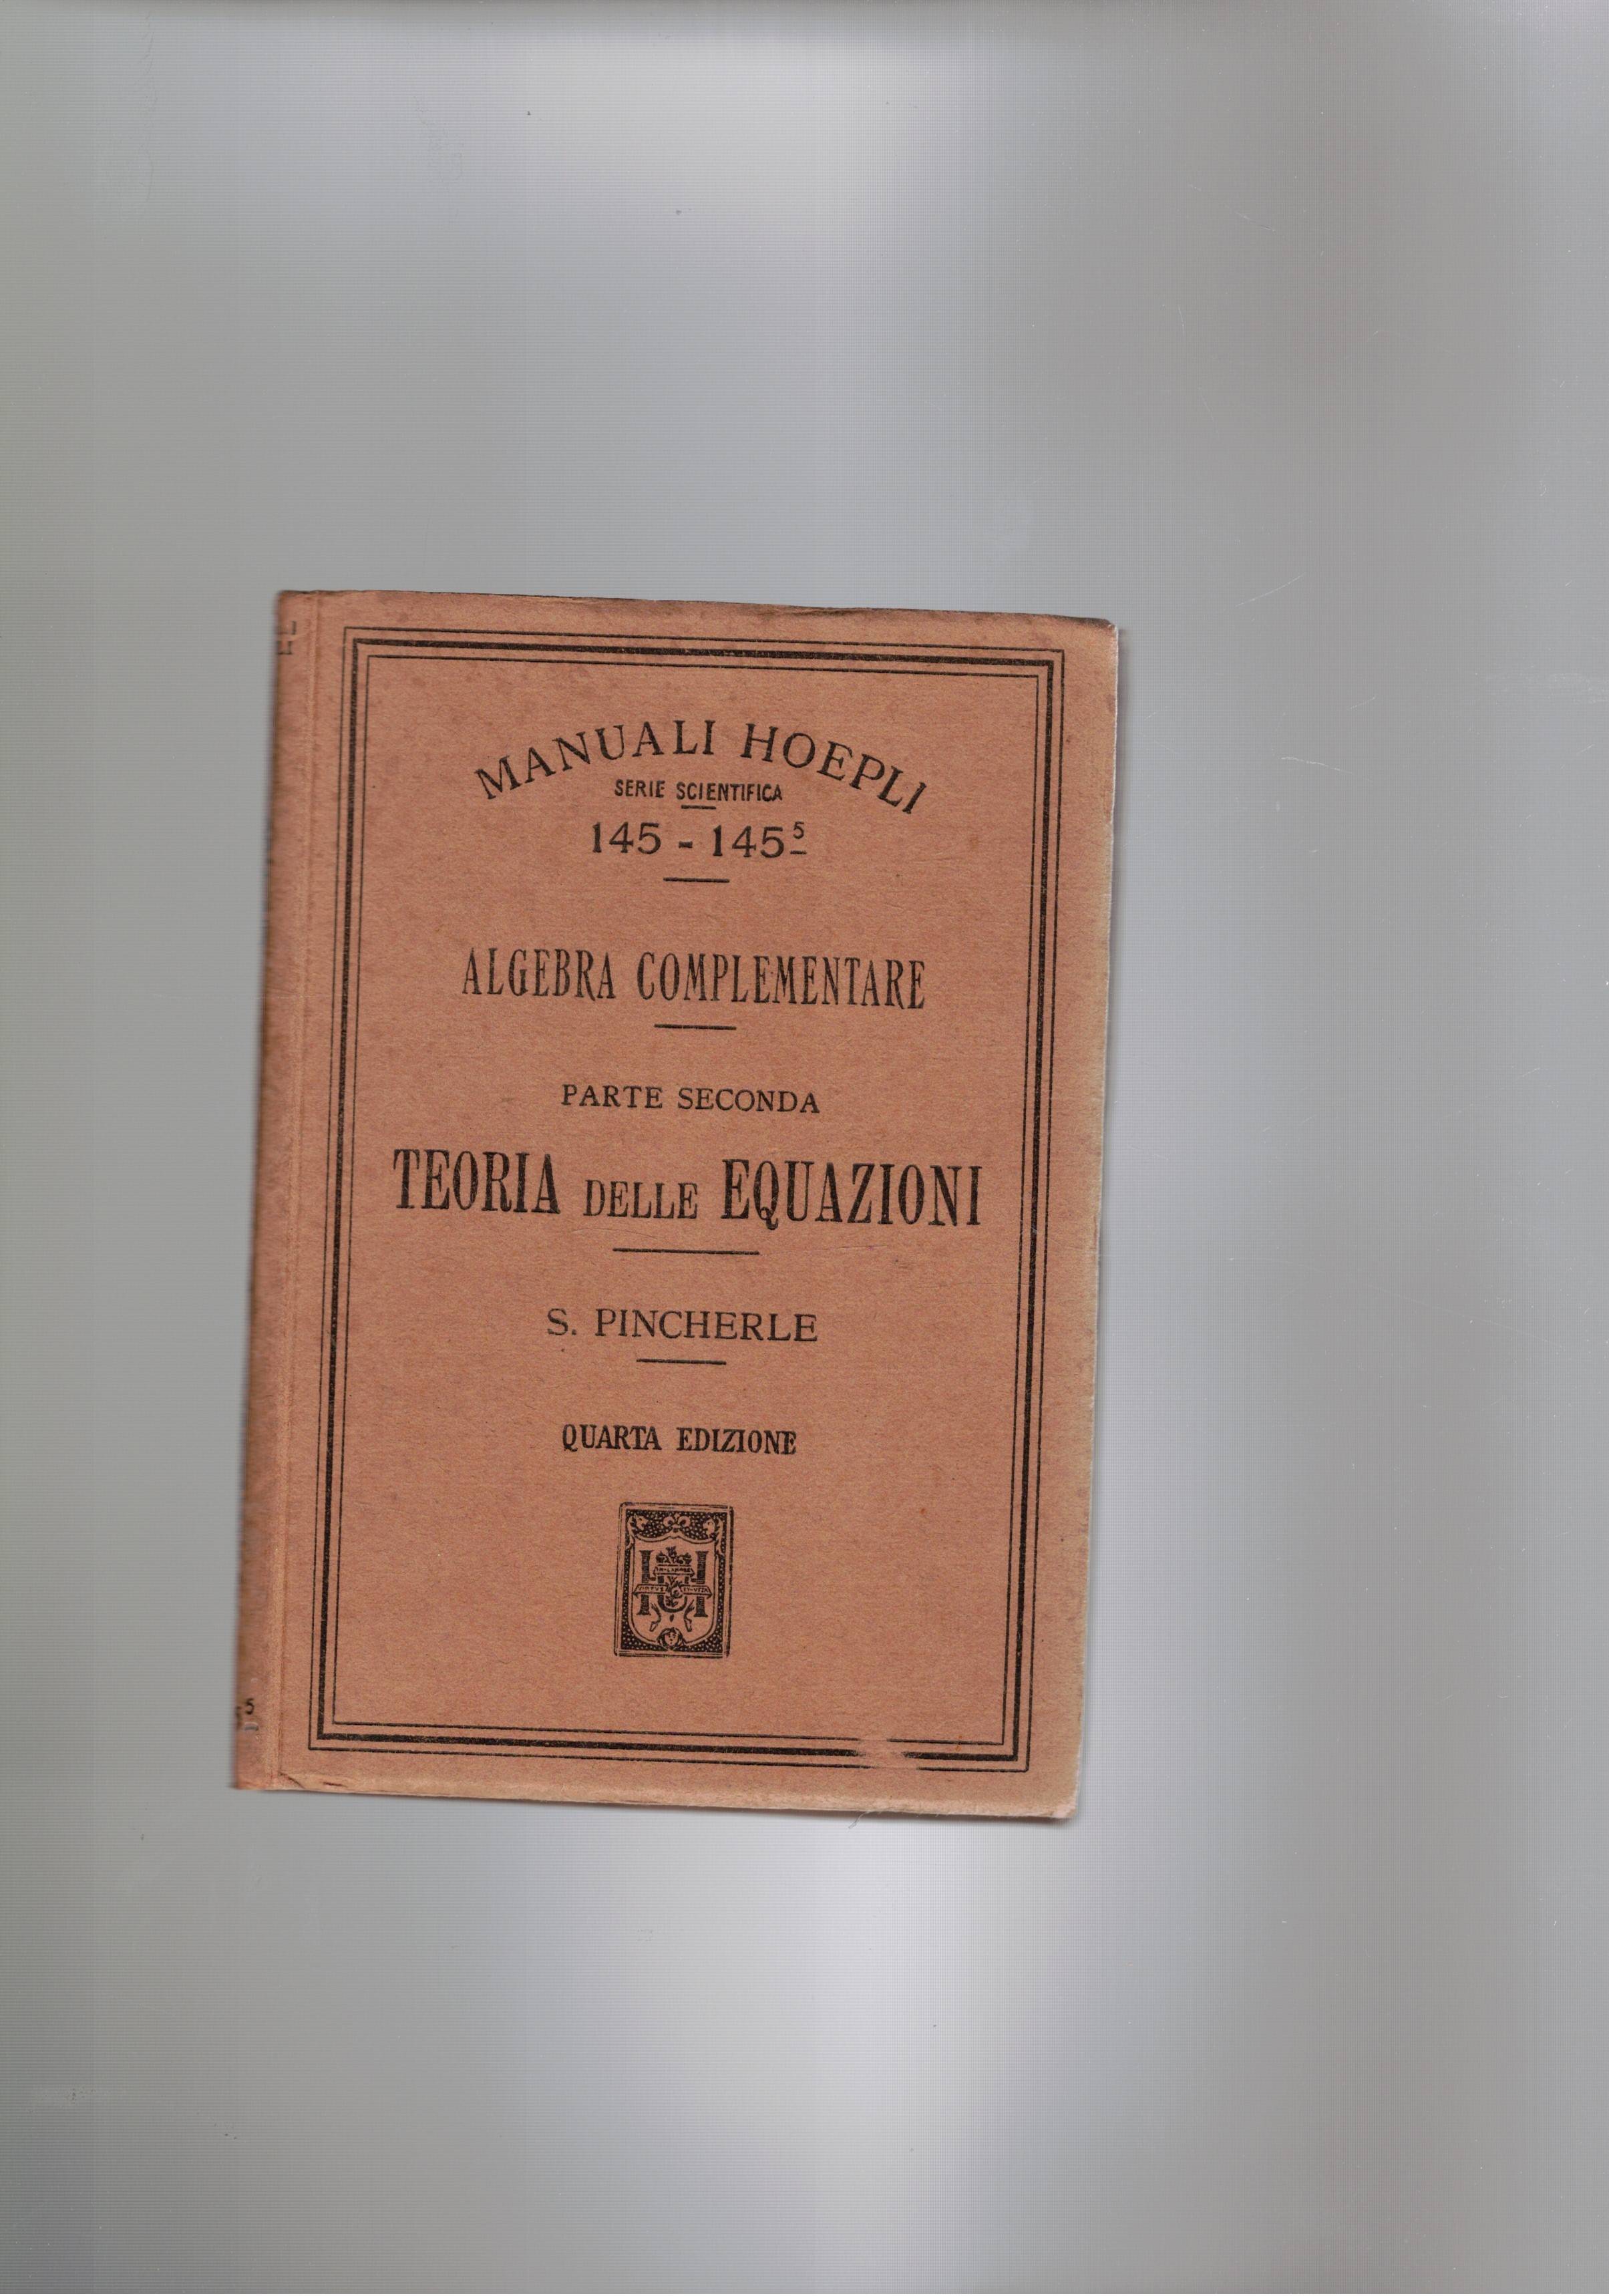 MANUALI HOEPLI
SERIE SCIENTIFICA
145 - 145⁵
ALGEBRA COMPLEMENTARE
PARTE SECONDA
TEORIA DELLE EQUAZIONI
S. PINCHERLE
QUARTA EDIZIONE